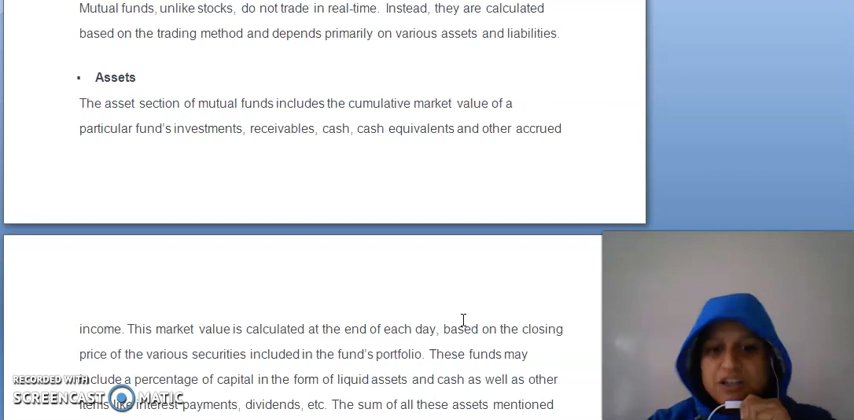 Mutual funds, unlike stocks, do not trade in real-time. Instead, they are calculated
based on the trading method and depends primarily on various assets and liabilities.
▪ Assets
The asset section of mutual funds includes the cumulative market value of a
particular fund's investments, receivables, cash, cash equivalents and other accrued
income. This market value is calculated at the end of each day, based on the closing
price of the various securities included in the fund's portfolio. These funds may
include a percentage of capital in the form of liquid assets and cash as well as other
items like interest payments, dividends, etc. The sum of all these assets mentioned
RECORDED WITH
SCREENCAST MATIC